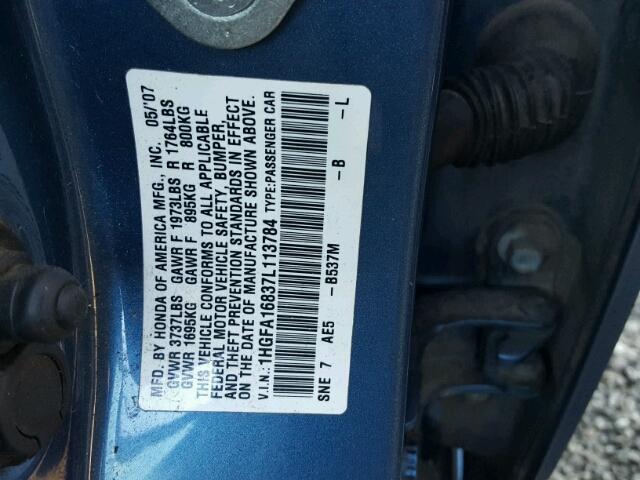 MFD. BY HONDA OF AMERICA MFG., INC. 05/'07
GVWR 3737LBS GAWR F 1973LBS R 1764LBS
GVWR 1695KG GAWR F 895KG R 800KG
THIS VEHICLE CONFORMS TO ALL APPLICABLE
FEDERAL MOTOR VEHICLE SAFETY, BUMPER,
AND THEFT PREVENTION STANDARDS IN EFFECT
ON THE DATE OF MANUFACTURE SHOWN ABOVE.
V.I.N.: 1HGFA16837L113784 TYPE: PASSENGER CAR
SME 7 AE5 -B537M -B -L